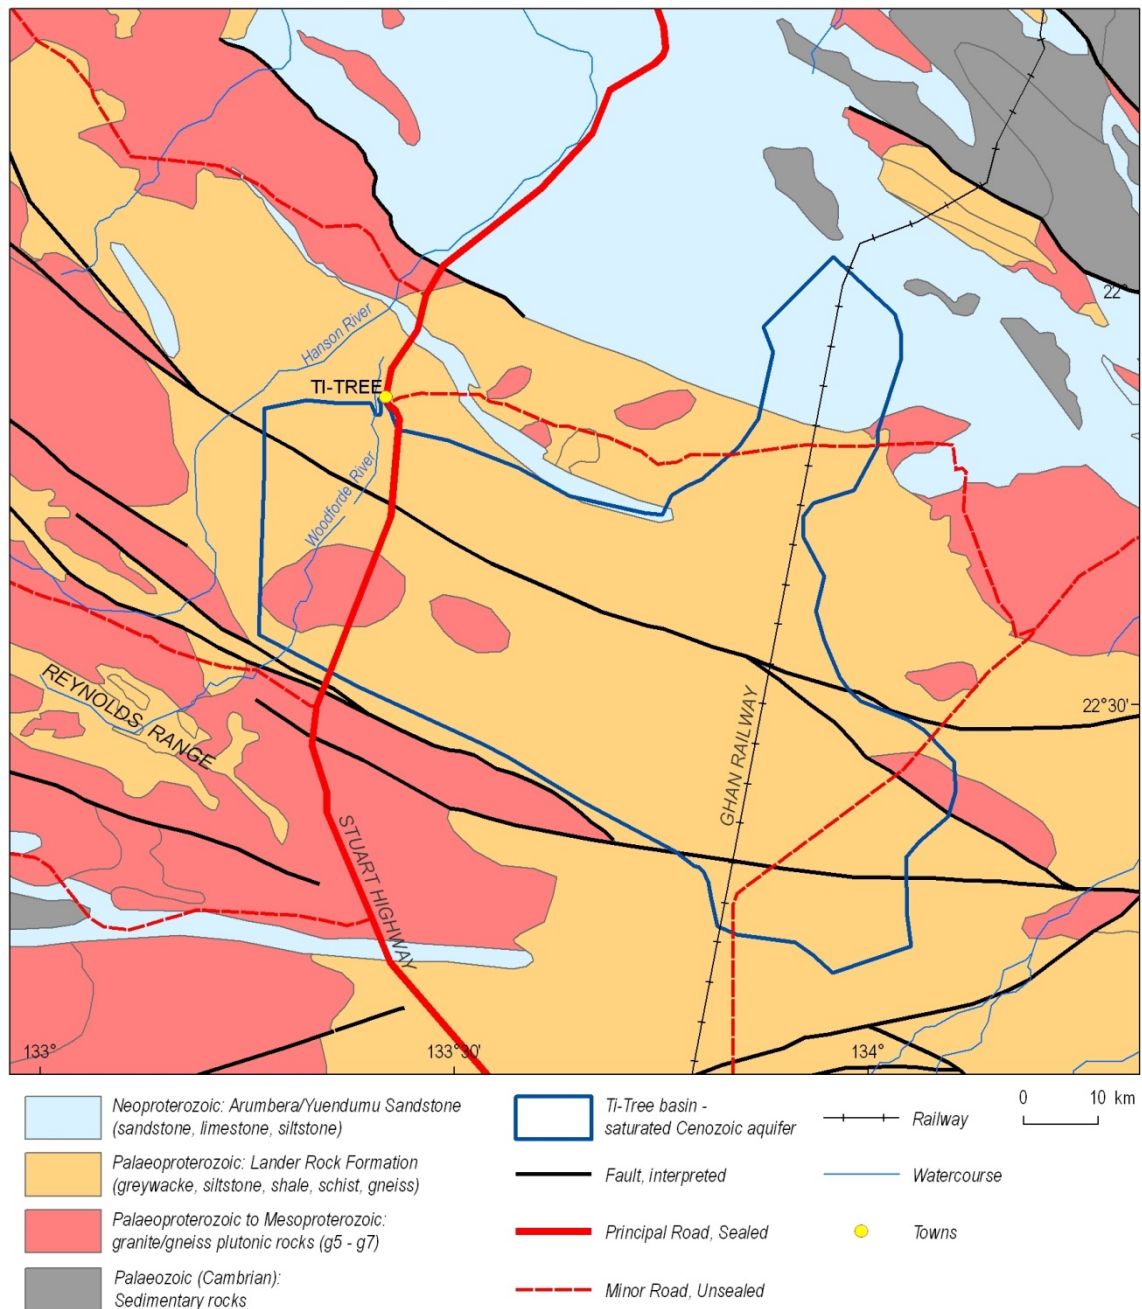 Hanson River
22°
TI-TREE
Woodforde River
REYNOLDS RANGE
22°30'
GHAN RAILWAY
STUART HIGHWAY
133°
133°30'
134°
Neoproterozoic: Arumbera/Yuendumu Sandstone
(sandstone, limestone, siltstone)
Palaeoproterozoic: Lander Rock Formation
(greywacke, siltstone, shale, schist, gneiss)
Palaeoproterozoic to Mesoproterozoic:
granite/gneiss plutonic rocks (g5 - g7)
Palaeozoic (Cambrian):
Sedimentary rocks
Ti-Tree basin -
saturated Cenozoic aquifer
Fault, interpreted
Principal Road, Sealed
Minor Road, Unsealed
Railway
Watercourse
Towns
0 10 km